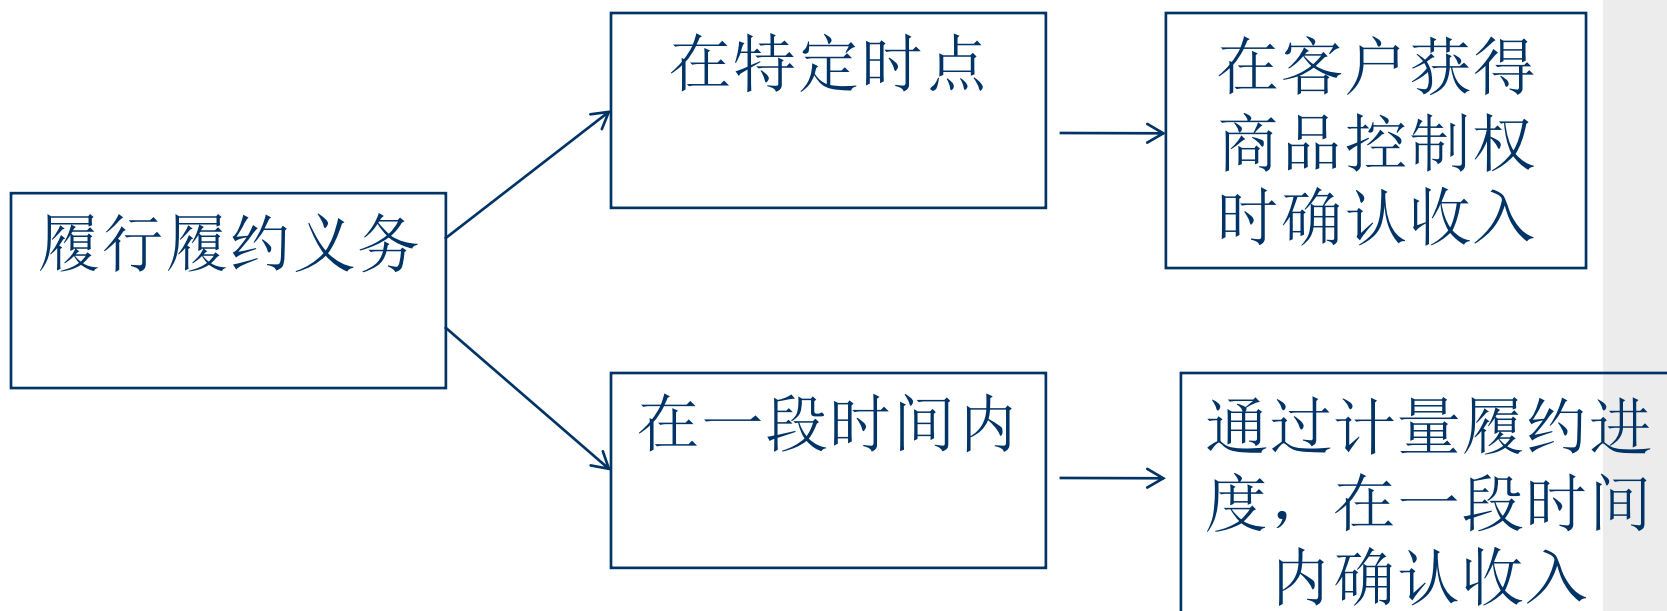 履行履约义务
在特定时点
在客户获得
商品控制权
时确认收入
在一段时间内
通过计量履约进
度，在一段时间
内确认收入